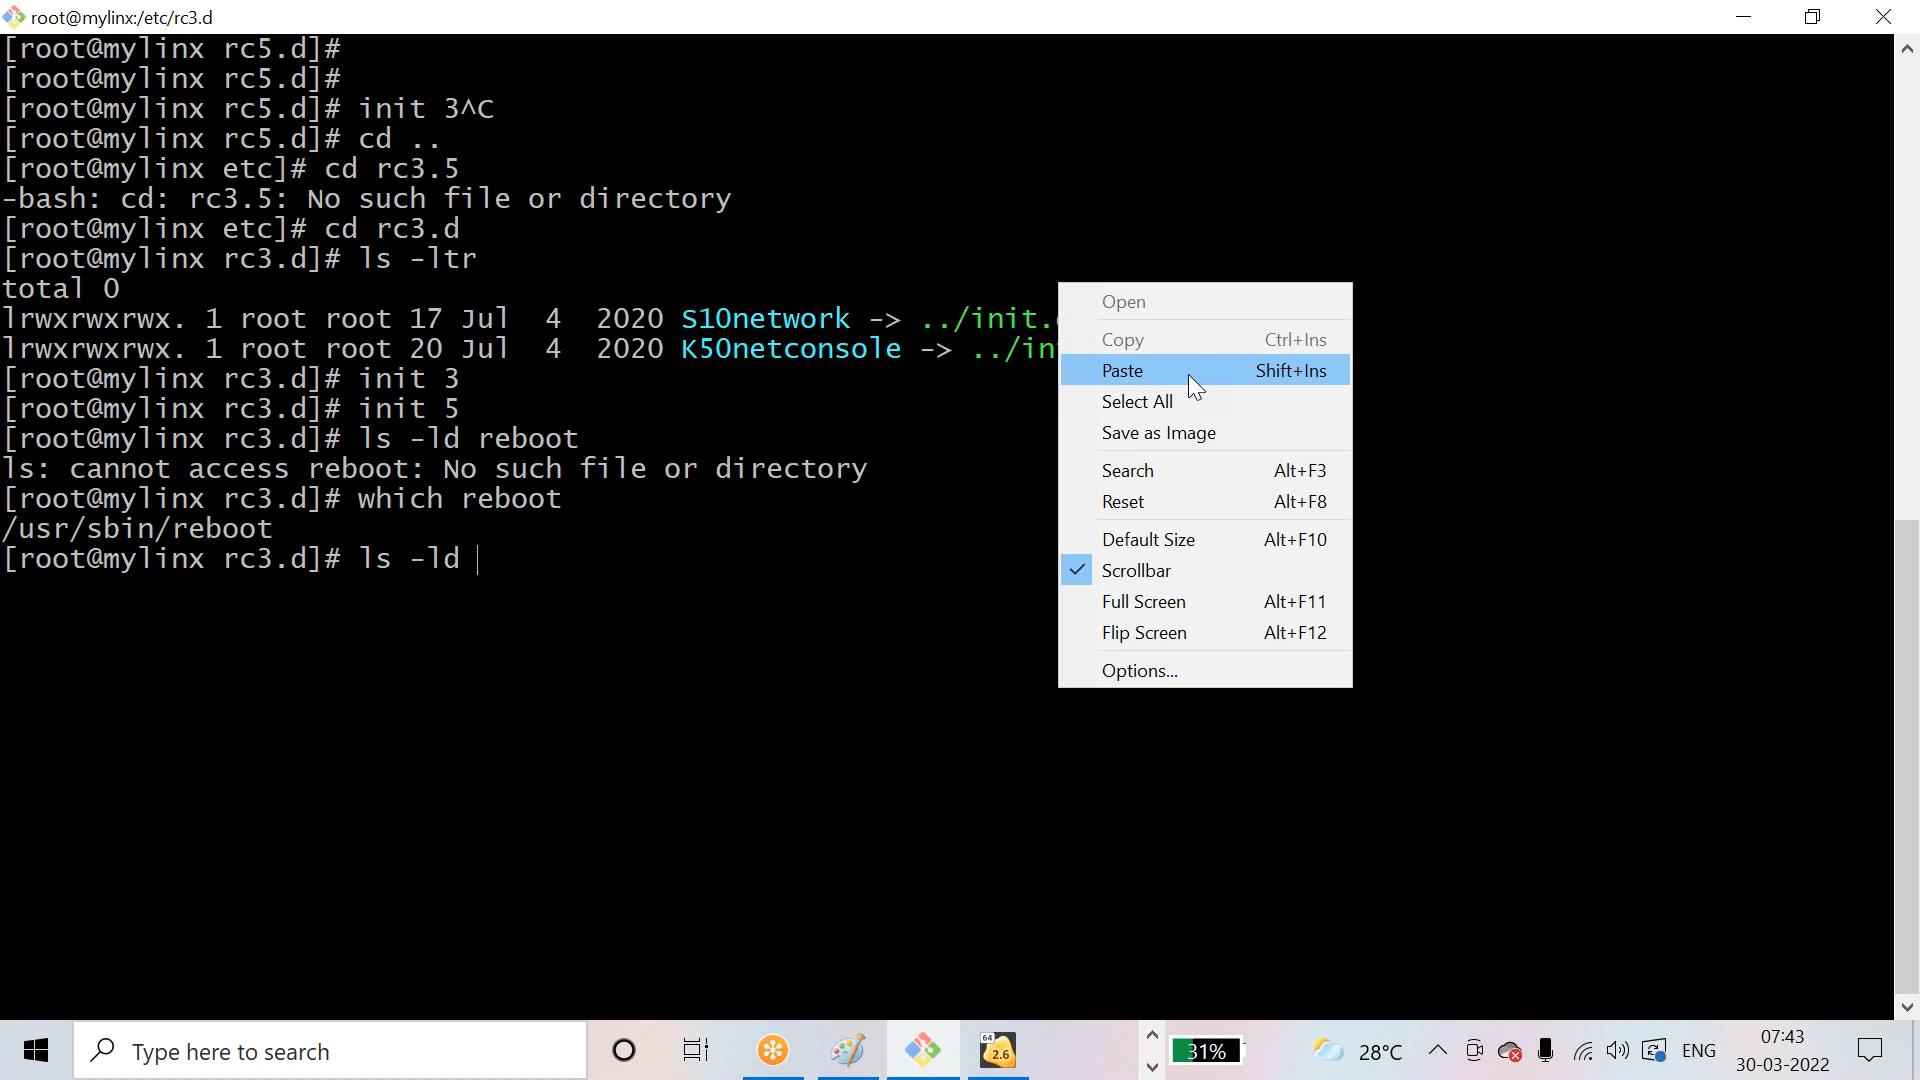 root@mylinx:/etc/rc3.d
[root@mylinx rc5.d]#
[root@mylinx rc5.d]#
[root@mylinx rc5.d]# init 3^C
[root@mylinx rc5.d]# cd ..
[root@mylinx etc]# cd rc3.5
-bash: cd: rc3.5: No such file or directory
[root@mylinx etc]# cd rc3.d
[root@mylinx rc3.d]# ls -ltr
total 0
lrwxrwxrwx. 1 root root 17 Jul  4  2020 S10network -> ../init.
lrwxrwxrwx. 1 root root 20 Jul  4  2020 K50netconsole -> ../in
[root@mylinx rc3.d]# init 3
[root@mylinx rc3.d]# init 5
[root@mylinx rc3.d]# ls -ld reboot
ls: cannot access reboot: No such file or directory
[root@mylinx rc3.d]# which reboot
/usr/sbin/reboot
[root@mylinx rc3.d]# ls -ld
Open
Copy Ctrl+Ins
Paste Shift+Ins
Select All
Save as Image
Search Alt+F3
Reset Alt+F8
Default Size Alt+F10
Scrollbar
Full Screen Alt+F11
Flip Screen Alt+F12
Options...
Type here to search
64
2.6
31%
28°C
ENG
07:43
30-03-2022